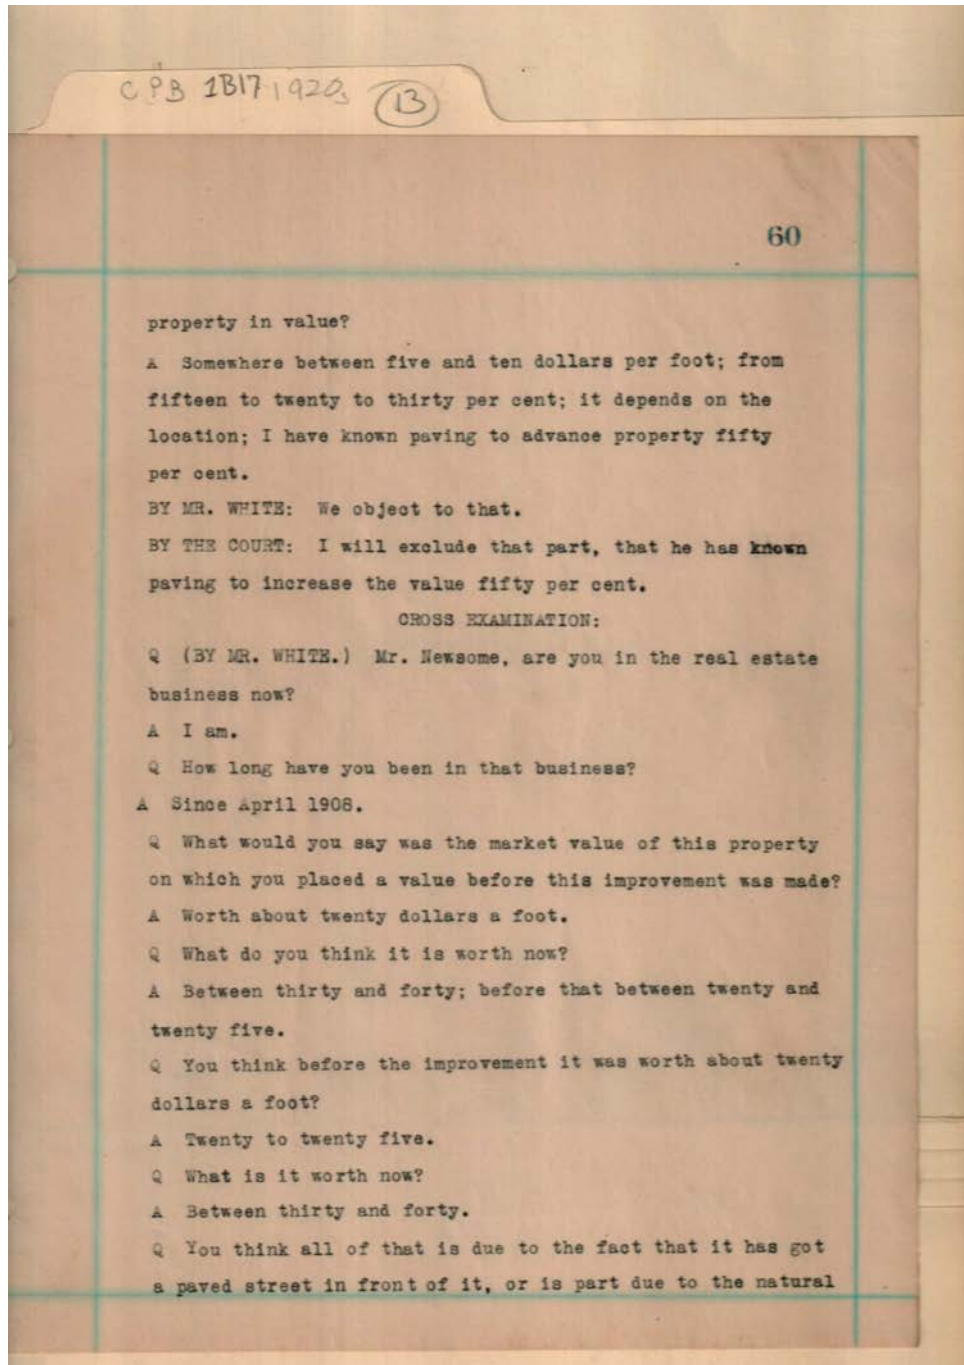 CPB 1B17 1920s 13
60
property in value?
A Somewhere between five and ten dollars per foot; from
fifteen to twenty to thirty per cent; it depends on the
location; I have known paving to advance property fifty
per cent.
BY MR. WHITE: We object to that.
BY THE COURT: I will exclude that part, that he has known
paving to increase the value fifty per cent.
CROSS EXAMINATION:
Q (BY MR. WHITE.) Mr. Newsome, are you in the real estate
business now?
A I am.
Q How long have you been in that business?
A Since April 1908.
Q What would you say was the market value of this property
on which you placed a value before this improvement was made?
A Worth about twenty dollars a foot.
Q What do you think it is worth now?
A Between thirty and forty; before that between twenty and
twenty five.
Q You think before the improvement it was worth about twenty
dollars a foot?
A Twenty to twenty five.
Q What is it worth now?
A Between thirty and forty.
Q You think all of that is due to the fact that it has got
a paved street in front of it, or is part due to the natural